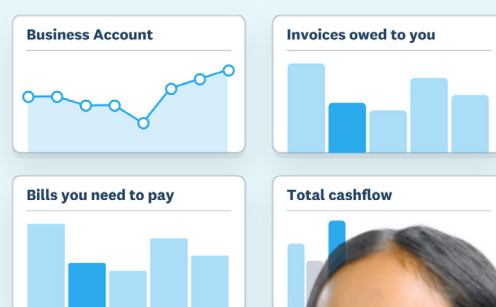 Business Account
Invoices owed to you
Bills you need to pay
Total cashflow